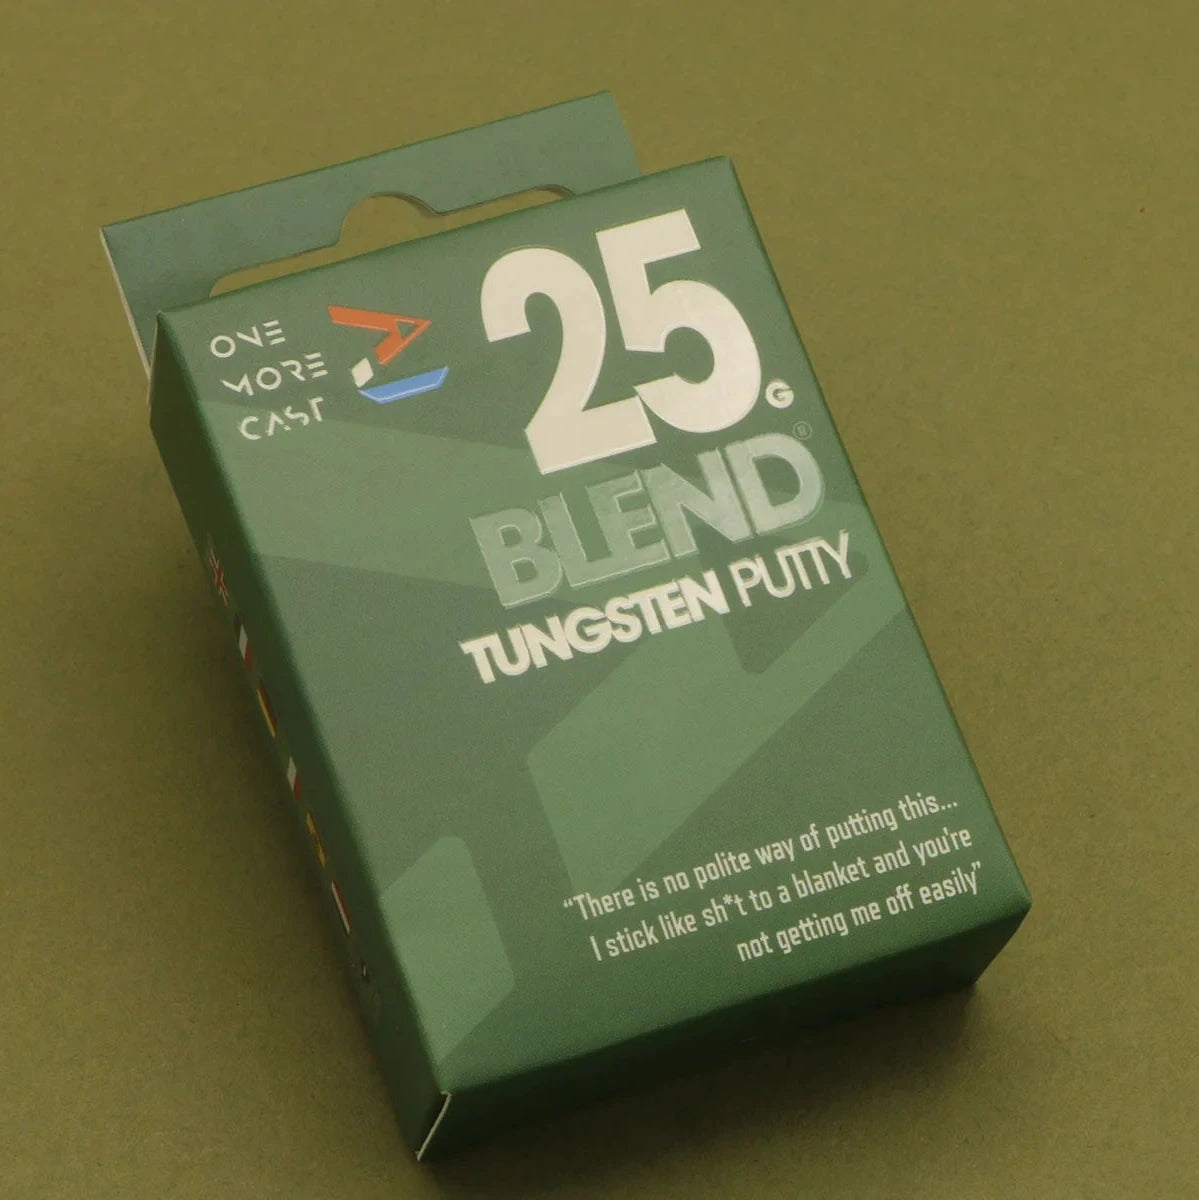 ONE
MORE
CAST
25G
BLEND®
TUNGSTEN PUTTY
“There is no polite way of putting this...
I stick like sh*t to a blanket and you're
not getting me off easily”